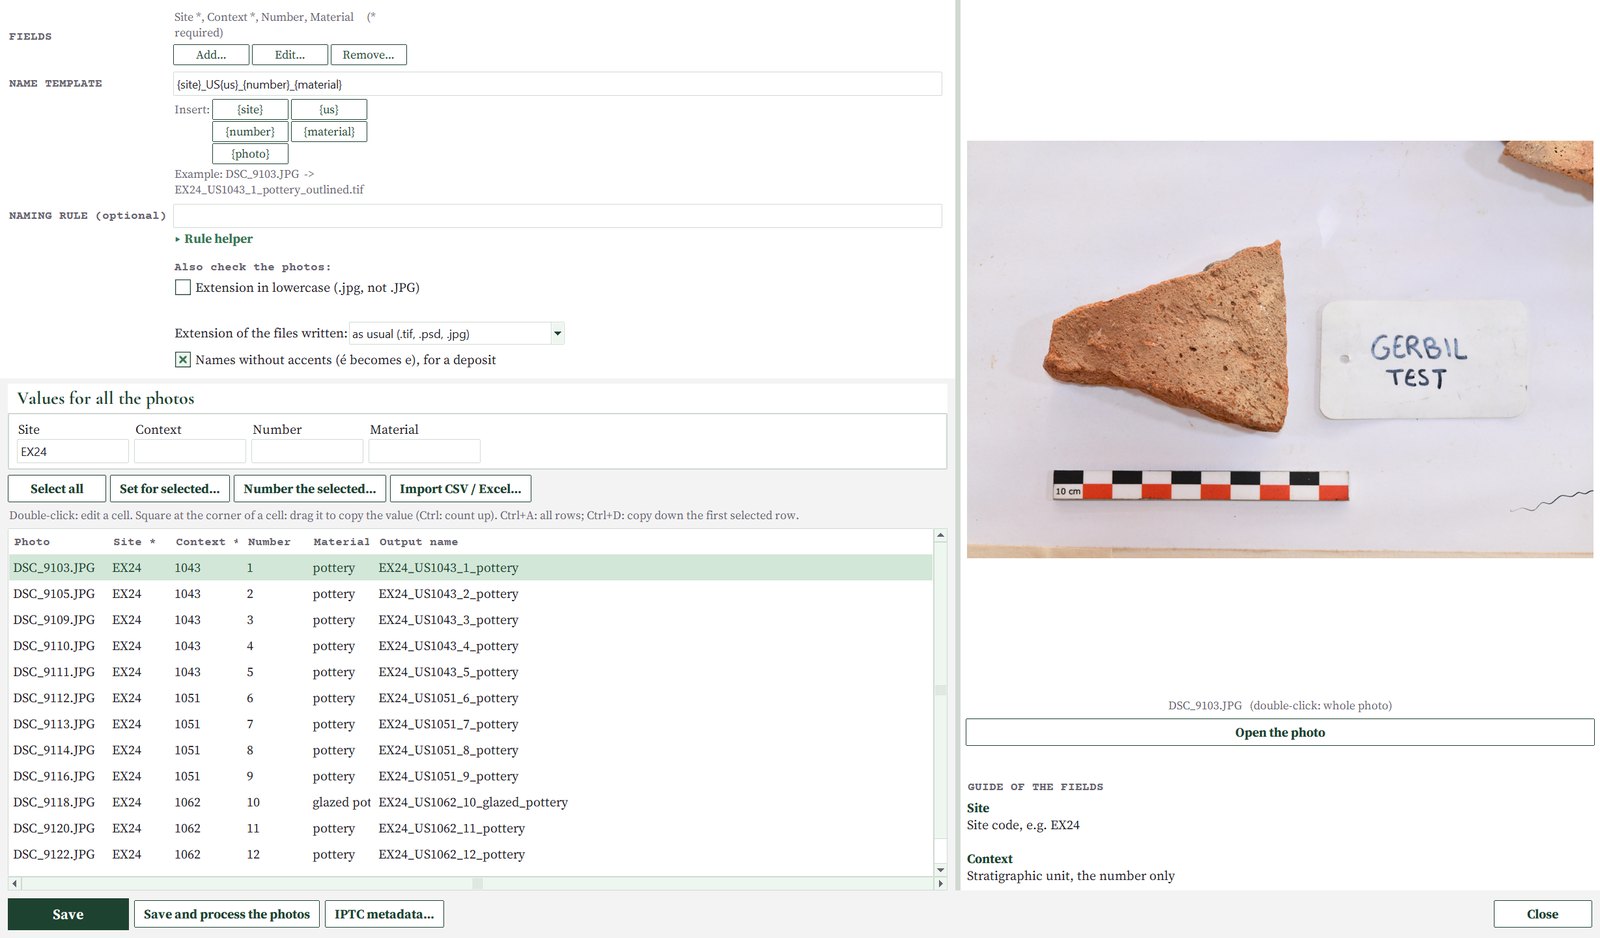 FIELDS
Site *, Context *, Number, Material (*
required)
Add... Edit... Remove...
NAME TEMPLATE
{site}_US{us}_{number}_{material}
Insert: {site} {us}
{number} {material}
{photo}
Example: DSC_9103.JPG ->
EX24_US1043_1_pottery_outlined.tif
NAMING RULE (optional)
▸ Rule helper
Also check the photos:
Extension in lowercase (.jpg, not .JPG)
Extension of the files written: as usual (.tif, .psd, .jpg)
Names without accents (é becomes e), for a deposit
Values for all the photos
Site Context Number Material
EX24
Select all Set for selected... Number the selected... Import CSV / Excel...
Double-click: edit a cell. Square at the corner of a cell: drag it to copy the value (Ctrl: count up). Ctrl+A: all rows; Ctrl+D: copy down the first selected row.
Photo Site * Context * Number Material Output name
DSC_9103.JPG EX24 1043 1 pottery EX24_US1043_1_pottery
DSC_9105.JPG EX24 1043 2 pottery EX24_US1043_2_pottery
DSC_9109.JPG EX24 1043 3 pottery EX24_US1043_3_pottery
DSC_9110.JPG EX24 1043 4 pottery EX24_US1043_4_pottery
DSC_9111.JPG EX24 1043 5 pottery EX24_US1043_5_pottery
DSC_9112.JPG EX24 1051 6 pottery EX24_US1051_6_pottery
DSC_9113.JPG EX24 1051 7 pottery EX24_US1051_7_pottery
DSC_9114.JPG EX24 1051 8 pottery EX24_US1051_8_pottery
DSC_9116.JPG EX24 1051 9 pottery EX24_US1051_9_pottery
DSC_9118.JPG EX24 1062 10 glazed pot EX24_US1062_10_glazed_pottery
DSC_9120.JPG EX24 1062 11 pottery EX24_US1062_11_pottery
DSC_9122.JPG EX24 1062 12 pottery EX24_US1062_12_pottery
Save Save and process the photos IPTC metadata...
GERBIL
TEST
10 cm
DSC_9103.JPG (double-click: whole photo)
Open the photo
GUIDE OF THE FIELDS
Site
Site code, e.g. EX24
Context
Stratigraphic unit, the number only
Close